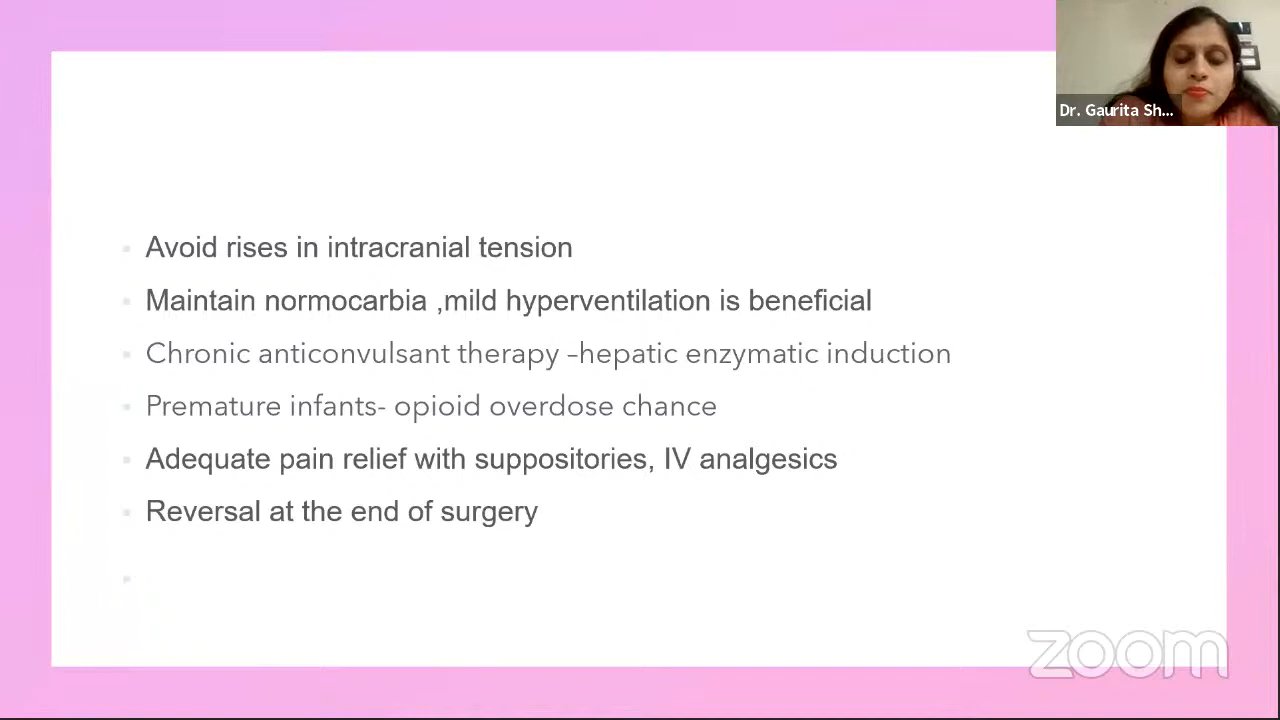 Dr. Gaurita Sh...
Avoid rises in intracranial tension
Maintain normocarbia ,mild hyperventilation is beneficial
Chronic anticonvulsant therapy –hepatic enzymatic induction
Premature infants- opioid overdose chance
Adequate pain relief with suppositories, IV analgesics
Reversal at the end of surgery
zoom